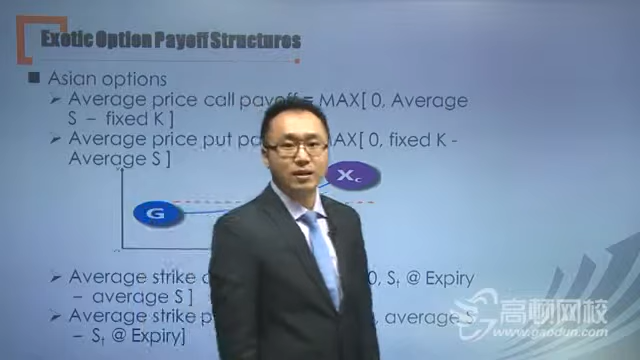 Exotic Option Payoff Structures
Asian options
Average price call payoff = MAX[ 0, Average
S – fixed K ]
Average price put MAX[ 0, fixed K -
Average S ]
G
Xc
Average strike 0, St @ Expiry
– average S ]
Average strike average S
– St @ Expiry]
高顿网校
www.gaodun.com